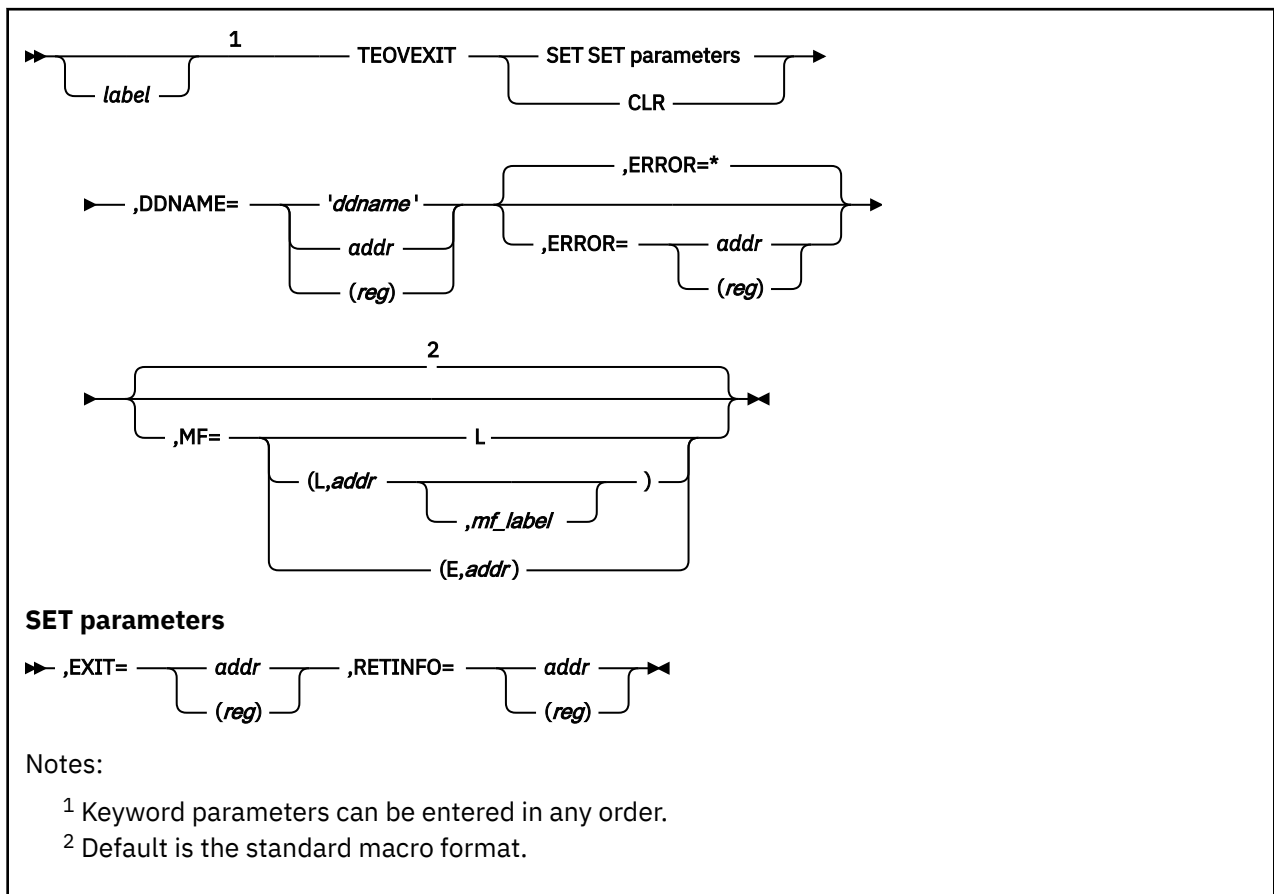 1
TEOVEXIT SET SET parameters
label CLR
,ERROR=*
,DDNAME= 'ddname'
addr ,ERROR= addr
(reg) (reg)
2
,MF= L
(L,addr )
,mf_label
(E,addr)
SET parameters
,EXIT= addr ,RETINFO= addr
(reg) (reg)
Notes:
1 Keyword parameters can be entered in any order.
2 Default is the standard macro format.